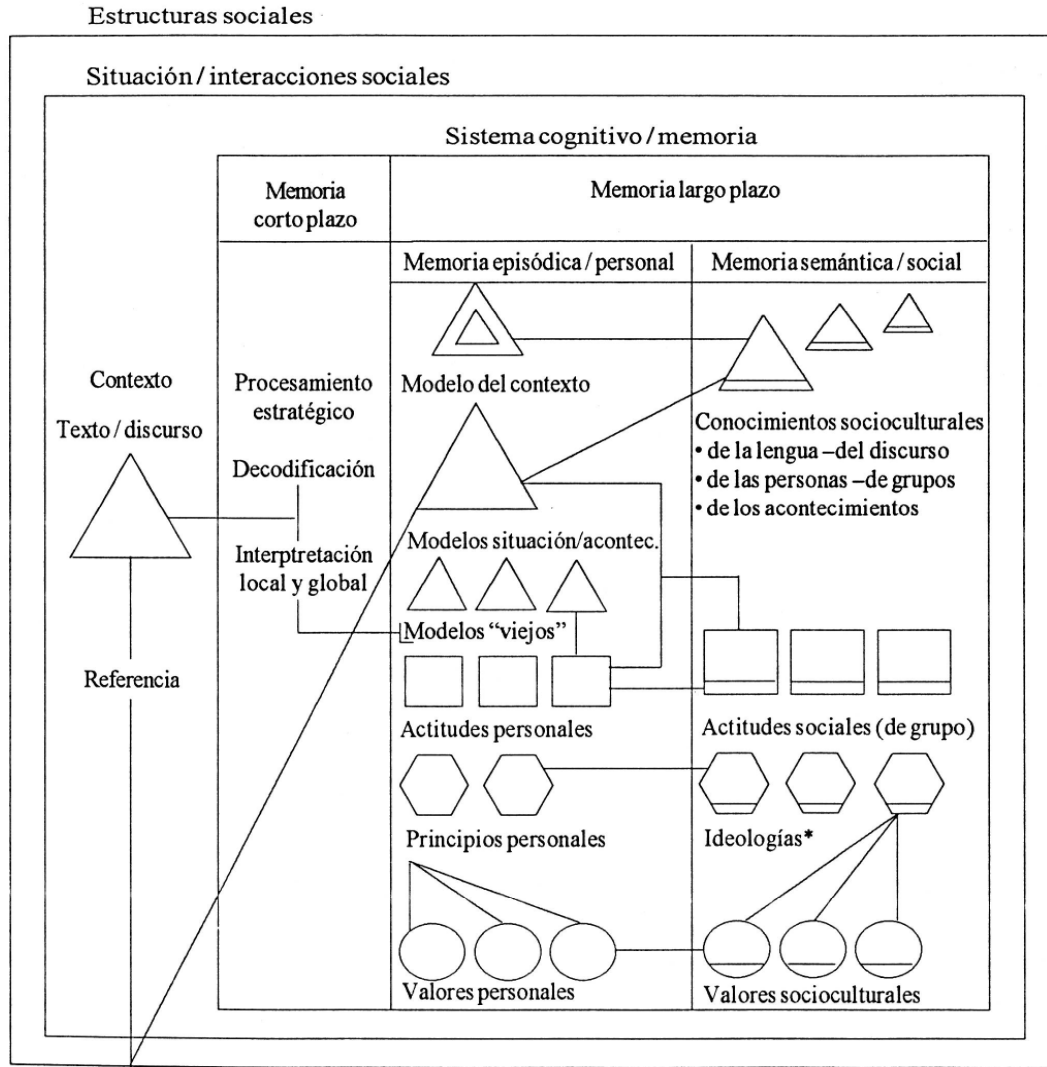 Estructuras sociales
Situación / interacciones sociales
Sistema cognitivo / memoria
Memoria
corto plazo
Memoria largo plazo
Memoria episódica / personal
Memoria semántica / social
Contexto
Texto / discurso
Procesamiento
estratégico
Decodificación
Interptretación
local y global
Referencia
Modelo del contexto
Modelos situación/acontec.
Modelos “viejos”
Actitudes personales
Principios personales
Valores personales
Conocimientos socioculturales
• de la lengua –del discurso
• de las personas –de grupos
• de los acontecimientos
Actitudes sociales (de grupo)
Ideologías*
Valores socioculturales